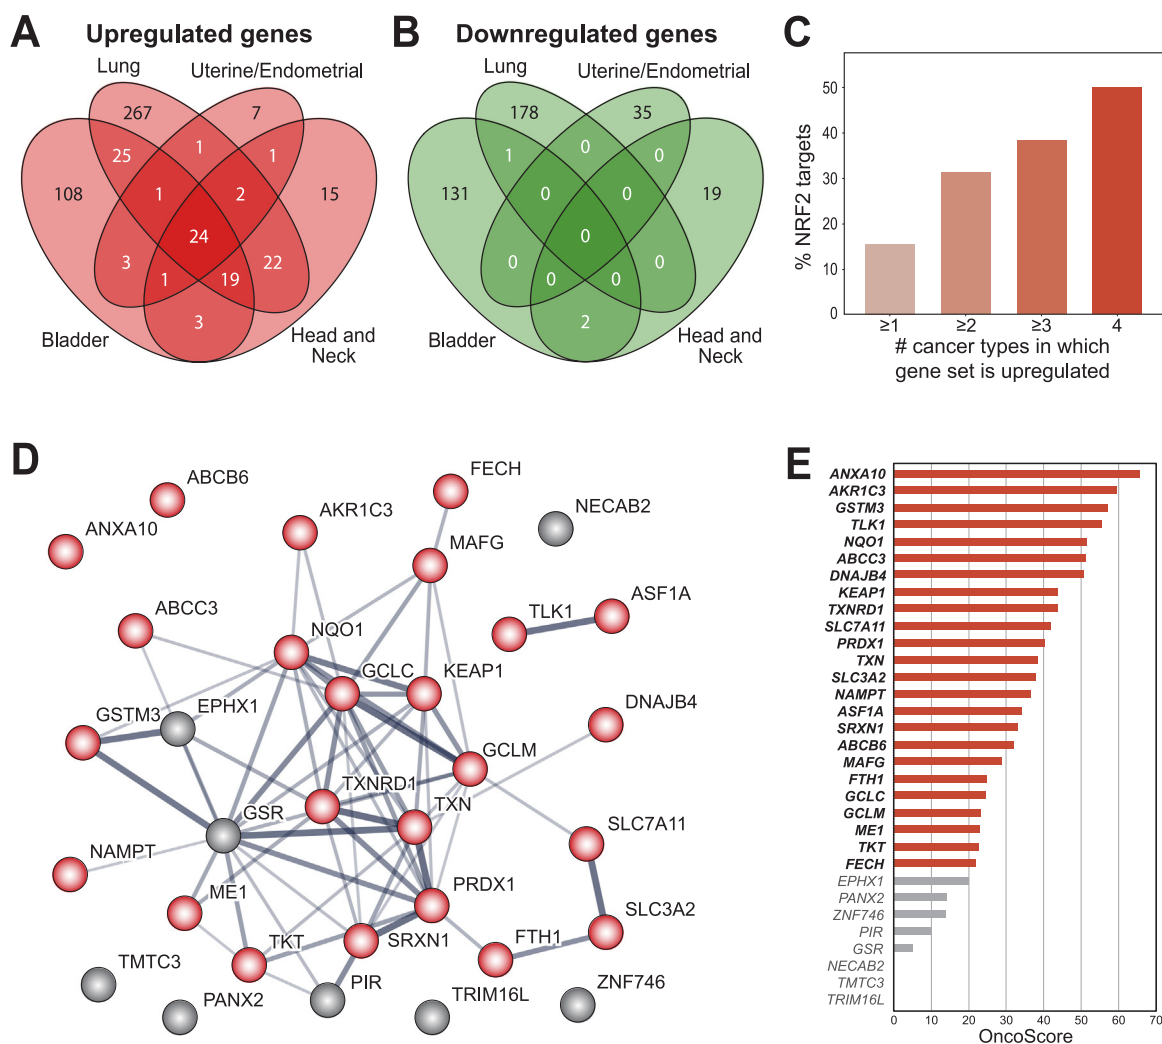 A
Upregulated genes
Lung
Uterine/Endometrial
267
7
25
1
1
108
1
2
15
24
3
22
1
19
3
Bladder
Head and
Neck
B
Downregulated genes
Lung
Uterine/Endometrial
178
35
1
0
0
131
0
0
19
0
0
0
0
0
2
Bladder
Head and
Neck
C
% NRF2 targets
50
40
30
20
10
0
≥1
≥2
≥3
4
# cancer types in which
gene set is upregulated
D
ABCB6
FECH
ANXA10
AKR1C3
NECAB2
MAFG
ABCC3
TLK1
ASF1A
NQO1
GCLC
KEAP1
EPHX1
GSTM3
DNAJB4
GCLM
TXNRD1
TXN
GSR
SLC7A11
NAMPT
PRDX1
ME1
SLC3A2
TKT
SRXN1
FTH1
TMTC3
PIR
ZNF746
PANX2
TRIM16L
E
ANXA10
AKR1C3
GSTM3
TLK1
NQO1
ABCC3
DNAJB4
KEAP1
TXNRD1
SLC7A11
PRDX1
TXN
SLC3A2
NAMPT
ASF1A
SRXN1
ABCB6
MAFG
FTH1
GCLC
GCLM
ME1
TKT
FECH
EPHX1
PANX2
ZNF746
PIR
GSR
NECAB2
TMTC3
TRIM16L
0 10 20 30 40 50 60 70
OncoScore